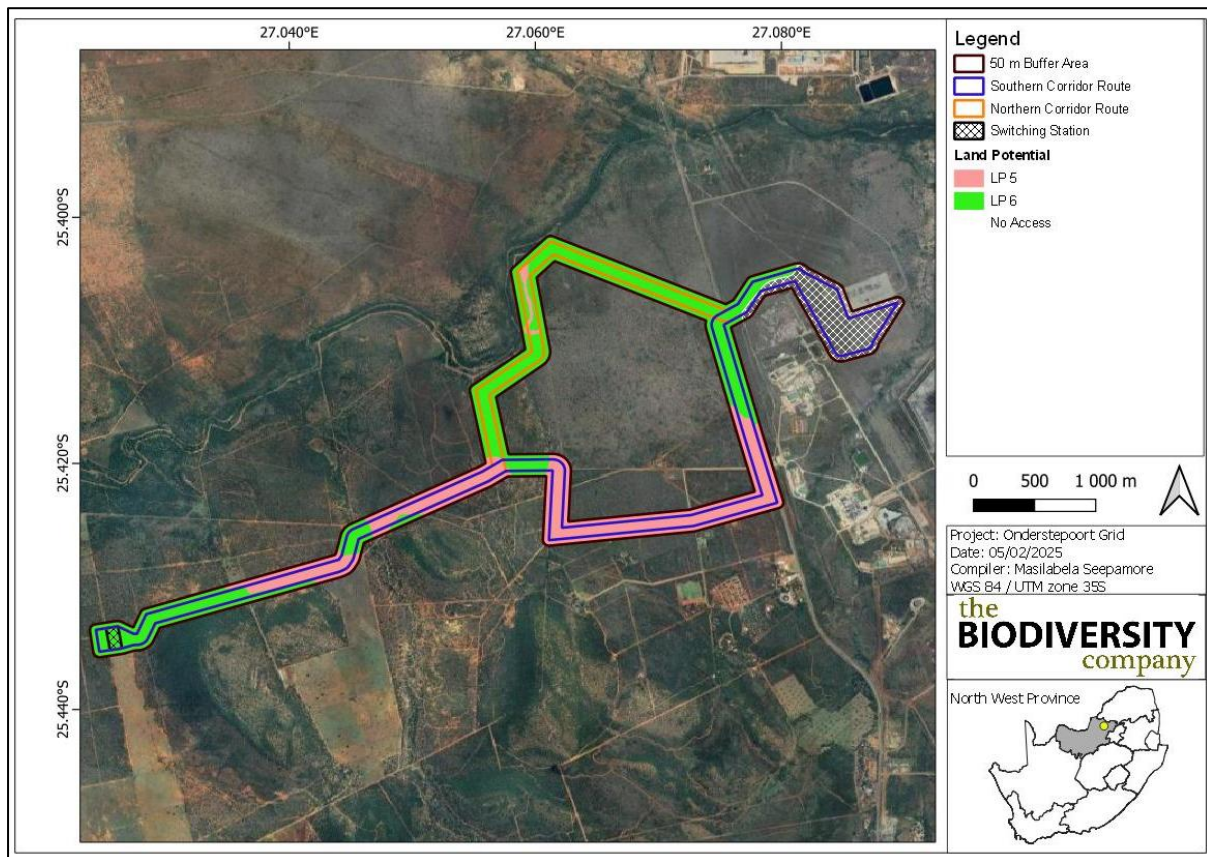 27.040°E
27.060°E
27.080°E
25.400°S
25.420°S
25.440°S
Legend
50 m Buffer Area
Southern Corridor Route
Northern Corridor Route
Switching Station
Land Potential
LP 5
LP 6
No Access
0 500 1 000 m
Project: Onderstepoort Grid
Date: 05/02/2025
Compiler: Masilabela Seepamore
WGS 84 / UTM zone 35S
the
BIODIVERSITY
company
North West Province